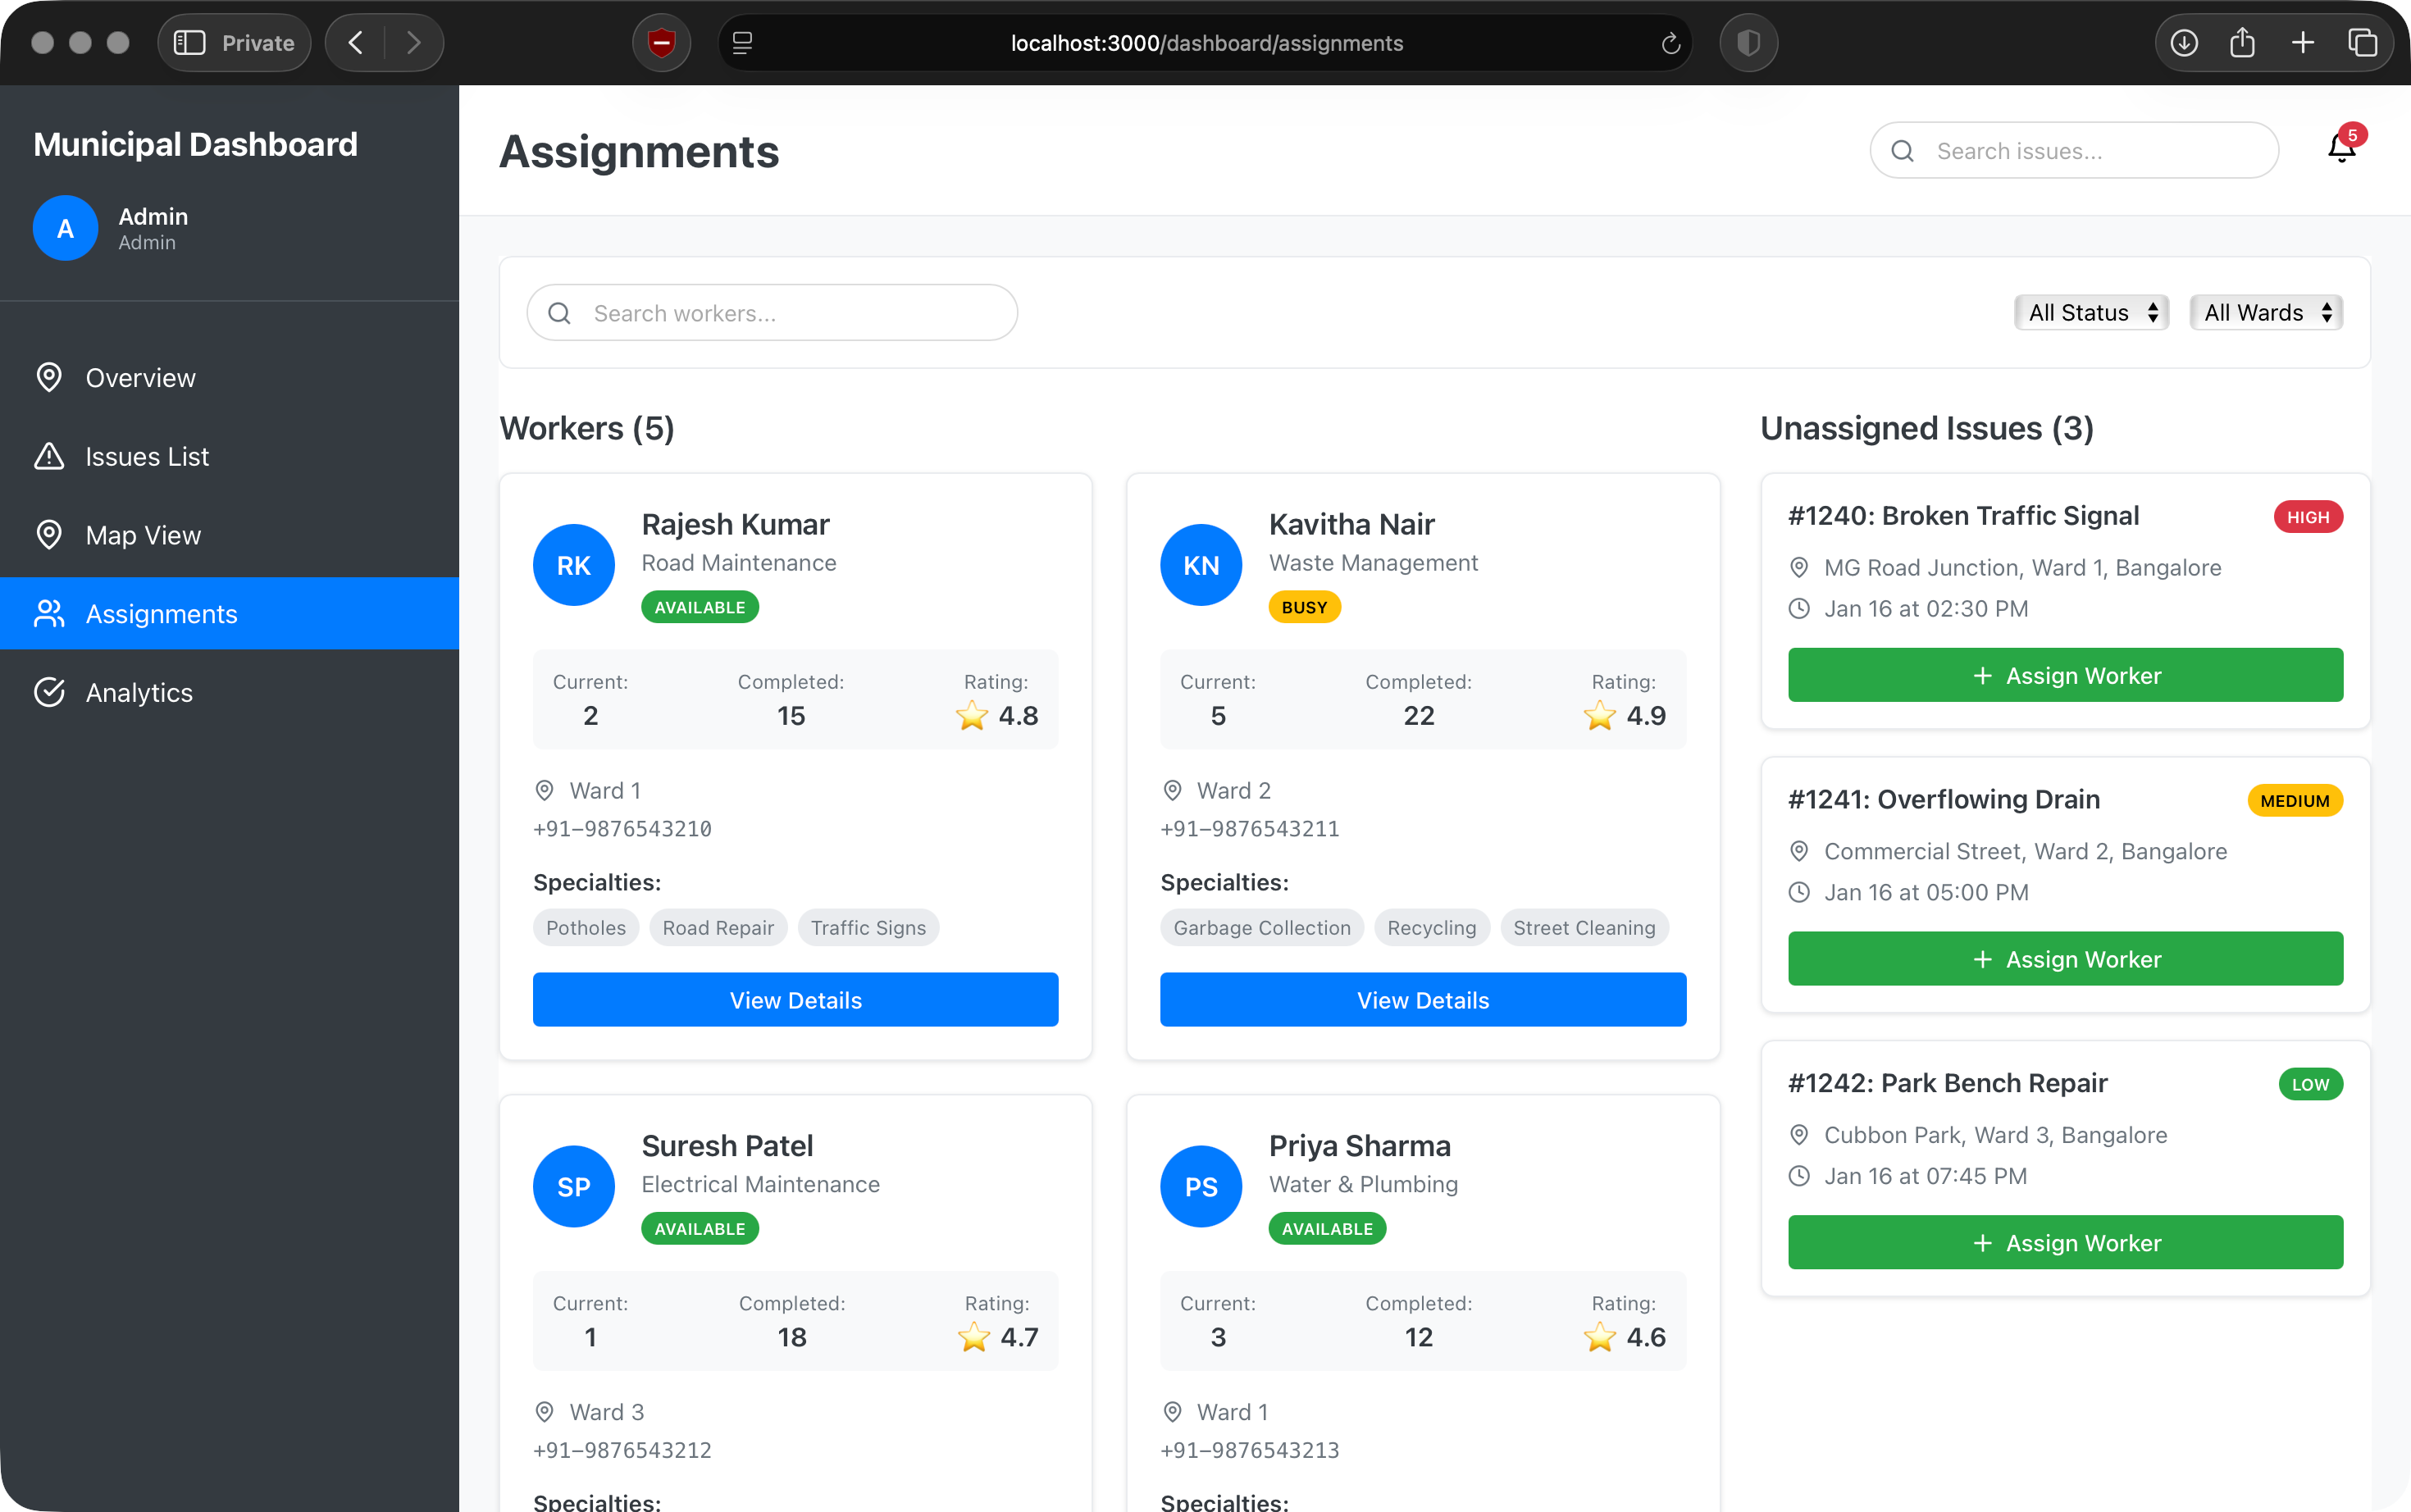 Private
localhost:3000/dashboard/assignments
Municipal Dashboard
A
Admin
Admin
Overview
Issues List
Map View
Assignments
Analytics
Assignments
Search issues...
5
Search workers...
All Status
All Wards
Workers (5)
RK
Rajesh Kumar
Road Maintenance
AVAILABLE
Current: Completed: Rating:
2 15 ⭐ 4.8
Ward 1
+91-9876543210
Specialties:
Potholes Road Repair Traffic Signs
View Details
KN
Kavitha Nair
Waste Management
BUSY
Current: Completed: Rating:
5 22 ⭐ 4.9
Ward 2
+91-9876543211
Specialties:
Garbage Collection Recycling Street Cleaning
View Details
SP
Suresh Patel
Electrical Maintenance
AVAILABLE
Current: Completed: Rating:
1 18 ⭐ 4.7
Ward 3
+91-9876543212
Specialties:
PS
Priya Sharma
Water & Plumbing
AVAILABLE
Current: Completed: Rating:
3 12 ⭐ 4.6
Ward 1
+91-9876543213
Specialties:
Unassigned Issues (3)
#1240: Broken Traffic Signal
HIGH
MG Road Junction, Ward 1, Bangalore
Jan 16 at 02:30 PM
+ Assign Worker
#1241: Overflowing Drain
MEDIUM
Commercial Street, Ward 2, Bangalore
Jan 16 at 05:00 PM
+ Assign Worker
#1242: Park Bench Repair
LOW
Cubbon Park, Ward 3, Bangalore
Jan 16 at 07:45 PM
+ Assign Worker